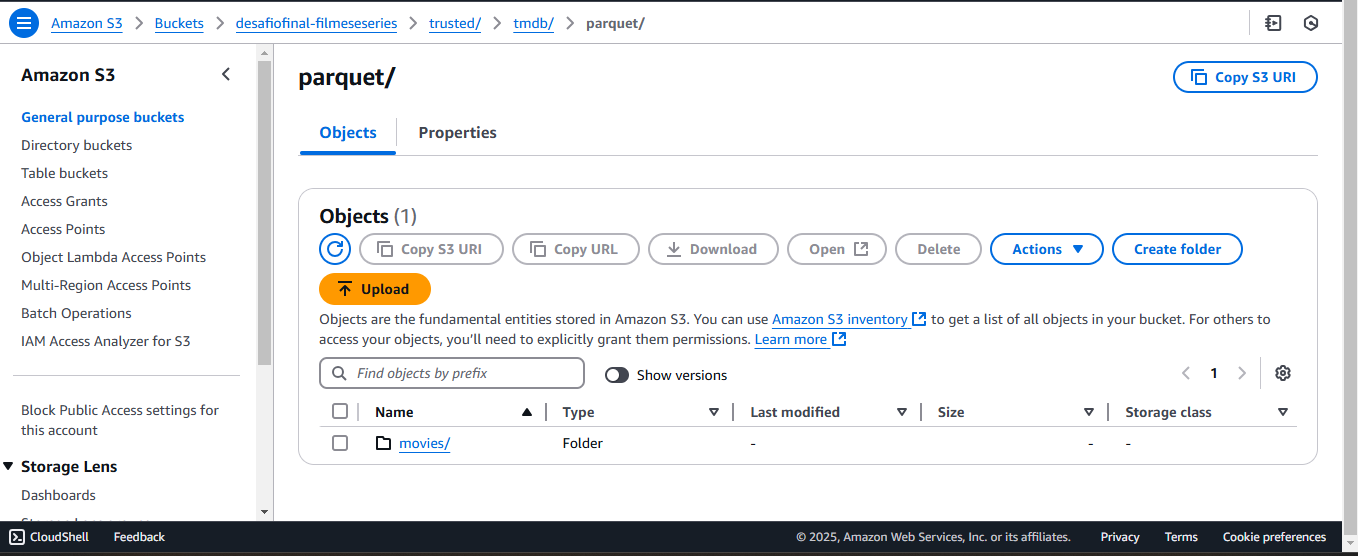 Amazon S3 > Buckets > desafiofinal-filmeseseries > trusted/ > tmdb/ > parquet/
Amazon S3
General purpose buckets
Directory buckets
Table buckets
Access Grants
Access Points
Object Lambda Access Points
Multi-Region Access Points
Batch Operations
IAM Access Analyzer for S3
Block Public Access settings for
this account
Storage Lens
Dashboards
parquet/
Copy S3 URI
Objects
Properties
Objects (1)
Copy S3 URI
Copy URL
Download
Open
Delete
Actions
Create folder
Upload
Objects are the fundamental entities stored in Amazon S3. You can use Amazon S3 inventory to get a list of all objects in your bucket. For others to
access your objects, you'll need to explicitly grant them permissions. Learn more
Find objects by prefix
Show versions
1
Name Type Last modified Size Storage class
movies/ Folder - - -
CloudShell Feedback © 2025, Amazon Web Services, Inc. or its affiliates. Privacy Terms Cookie preferences